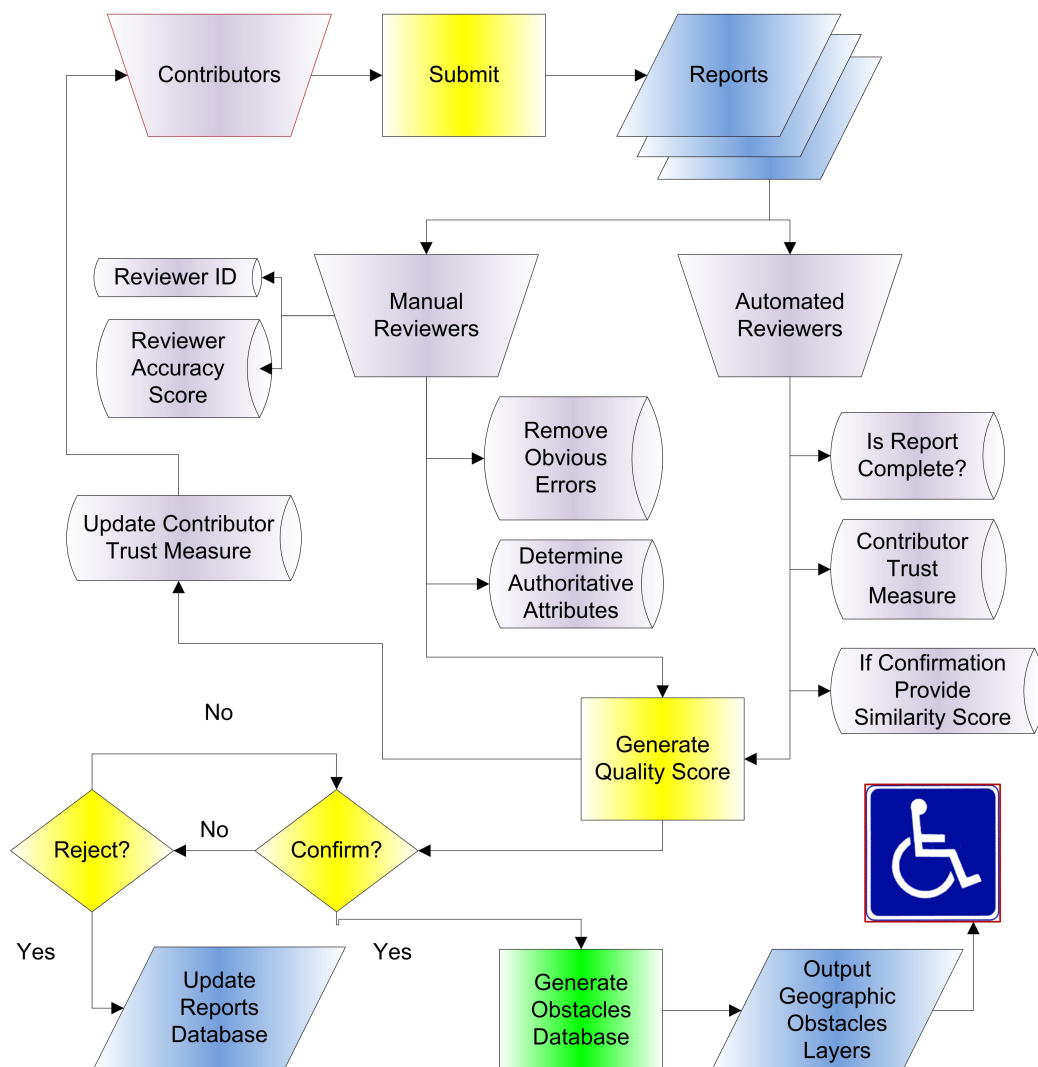 Contributors
Submit
Reports
Reviewer ID
Manual
Reviewers
Automated
Reviewers
Reviewer
Accuracy
Score
Remove
Obvious
Errors
Is Report
Complete?
Update Contributor
Trust Measure
Determine
Authoritative
Attributes
Contributor
Trust
Measure
If Confirmation
Provide
Similarity Score
No
Generate
Quality Score
Reject?
No
Confirm?
Yes
Yes
Update
Reports
Database
Generate
Obstacles
Database
Output
Geographic
Obstacles
Layers